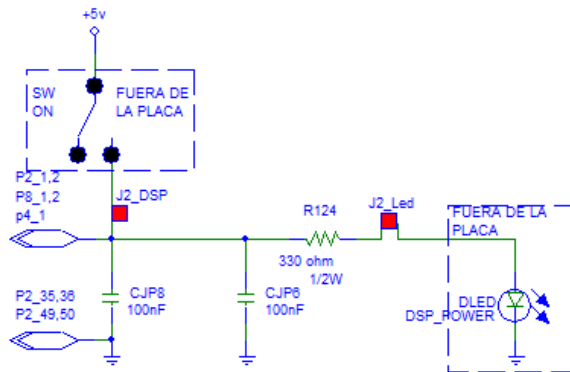 +5v
SW
ON
FUERA DE
LA PLACA
P2_1,2
P8_1,2
p4_1
J2_DSP
R124
330 ohm
1/2W
J2_Led
FUERA DE LA
PLACA
P2_35,36
P2_49,50
CJP8
100nF
CJP6
100nF
DLED
DSP_POWER